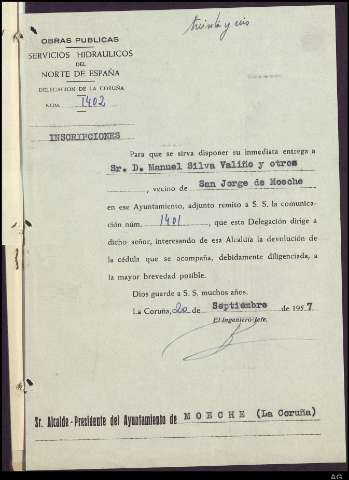 treinta y seis
OBRAS PUBLICAS
SERVICIOS HIDRAULICOS
DEL
NORTE DE ESPAÑA
DELEGACION DE LA CORUÑA
NUM. 1402
INSCRIPCIONES
Para que se sirva disponer su inmediata entrega a
Sr. D. Manuel Silva Valiño y otros
, vecino de San Jorge de Moeche
en ese Ayuntamiento, adjunto remito a S. S. la comunica-
ción núm. 1401, que esta Delegación dirige a
dicho señor, interesando de esa Alcaldía la devolución de
la cédula que se acompaña, debidamente diligenciada, a
la mayor brevedad posible.
Dios guarde a S. S. muchos años.
La Coruña, 20 de Septiembre de 1957
El Ingeniero-Jefe,
Sr. Alcalde-Presidente del Ayuntamiento de MOECHE (La Coruña)
AG